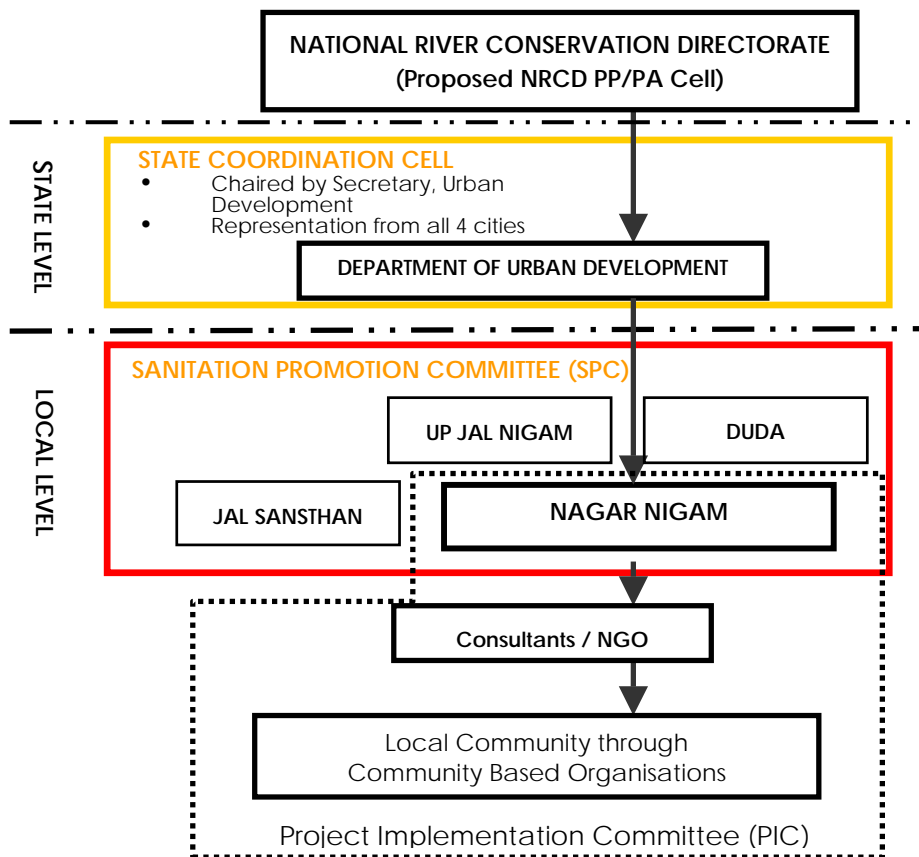 NATIONAL RIVER CONSERVATION DIRECTORATE
(Proposed NRCD PP/PA Cell)
STATE LEVEL
STATE COORDINATION CELL
• Chaired by Secretary, Urban
Development
• Representation from all 4 cities
DEPARTMENT OF URBAN DEVELOPMENT
LOCAL LEVEL
SANITATION PROMOTION COMMITTEE (SPC)
UP JAL NIGAM
DUDA
JAL SANSTHAN
NAGAR NIGAM
Consultants / NGO
Local Community through
Community Based Organisations
Project Implementation Committee (PIC)